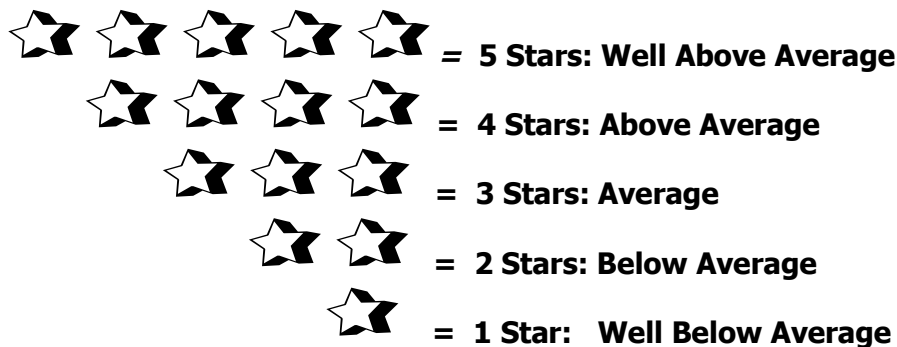 = 5 Stars: Well Above Average
= 4 Stars: Above Average
= 3 Stars: Average
= 2 Stars: Below Average
= 1 Star: Well Below Average